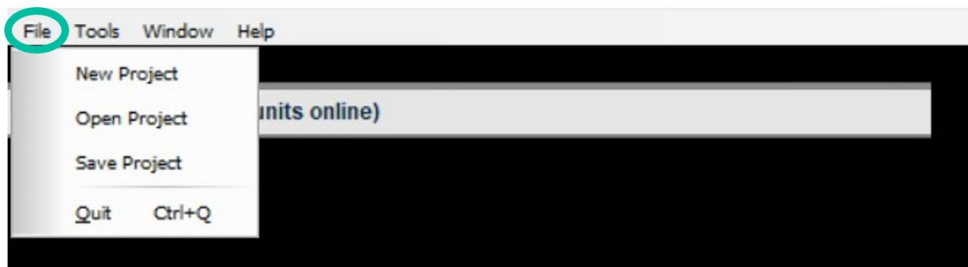 File Tools Window Help
New Project
Open Project
units online)
Save Project
Quit Ctrl+Q